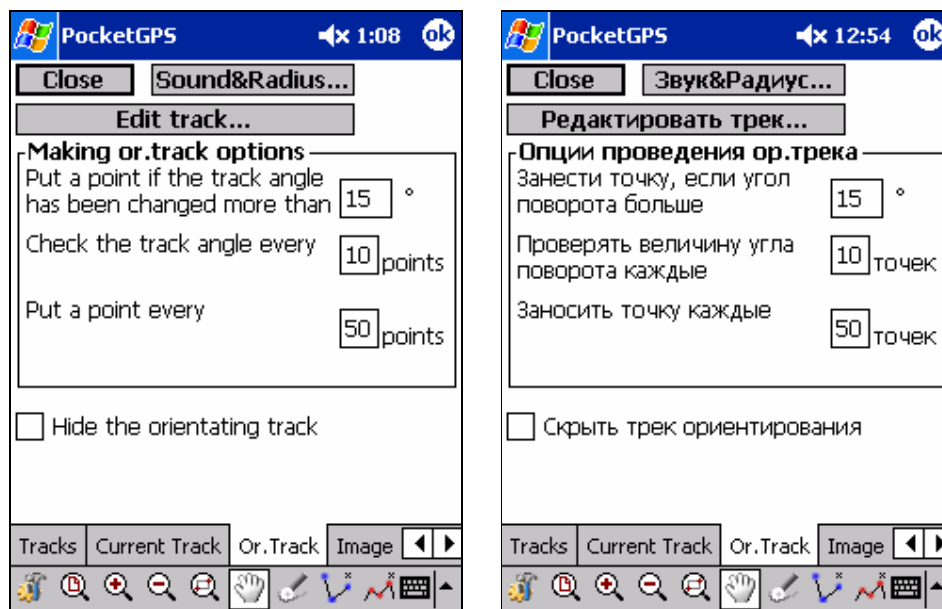 PocketGPS 1:08 ok
Close Sound&Radius...
Edit track...
Making or.track options
Put a point if the track angle
has been changed more than 15 °
Check the track angle every 10 points
Put a point every 50 points
Hide the orientating track
Tracks Current Track Or.Track Image
PocketGPS 12:54 ok
Close Звук&Радиус...
Редактировать трек...
Опции проведения ор.трека
Занести точку, если угол
поворота больше 15 °
Проверять величину угла
поворота каждые 10 точек
Заносить точку каждые 50 точек
Скрыть трек ориентирования
Tracks Current Track Or.Track Image